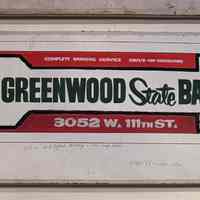 COMPLETE BANKING SERVICE DRIVE-UP WINDOWS
GREENWOOD State BA
3052 W. 111TH ST.